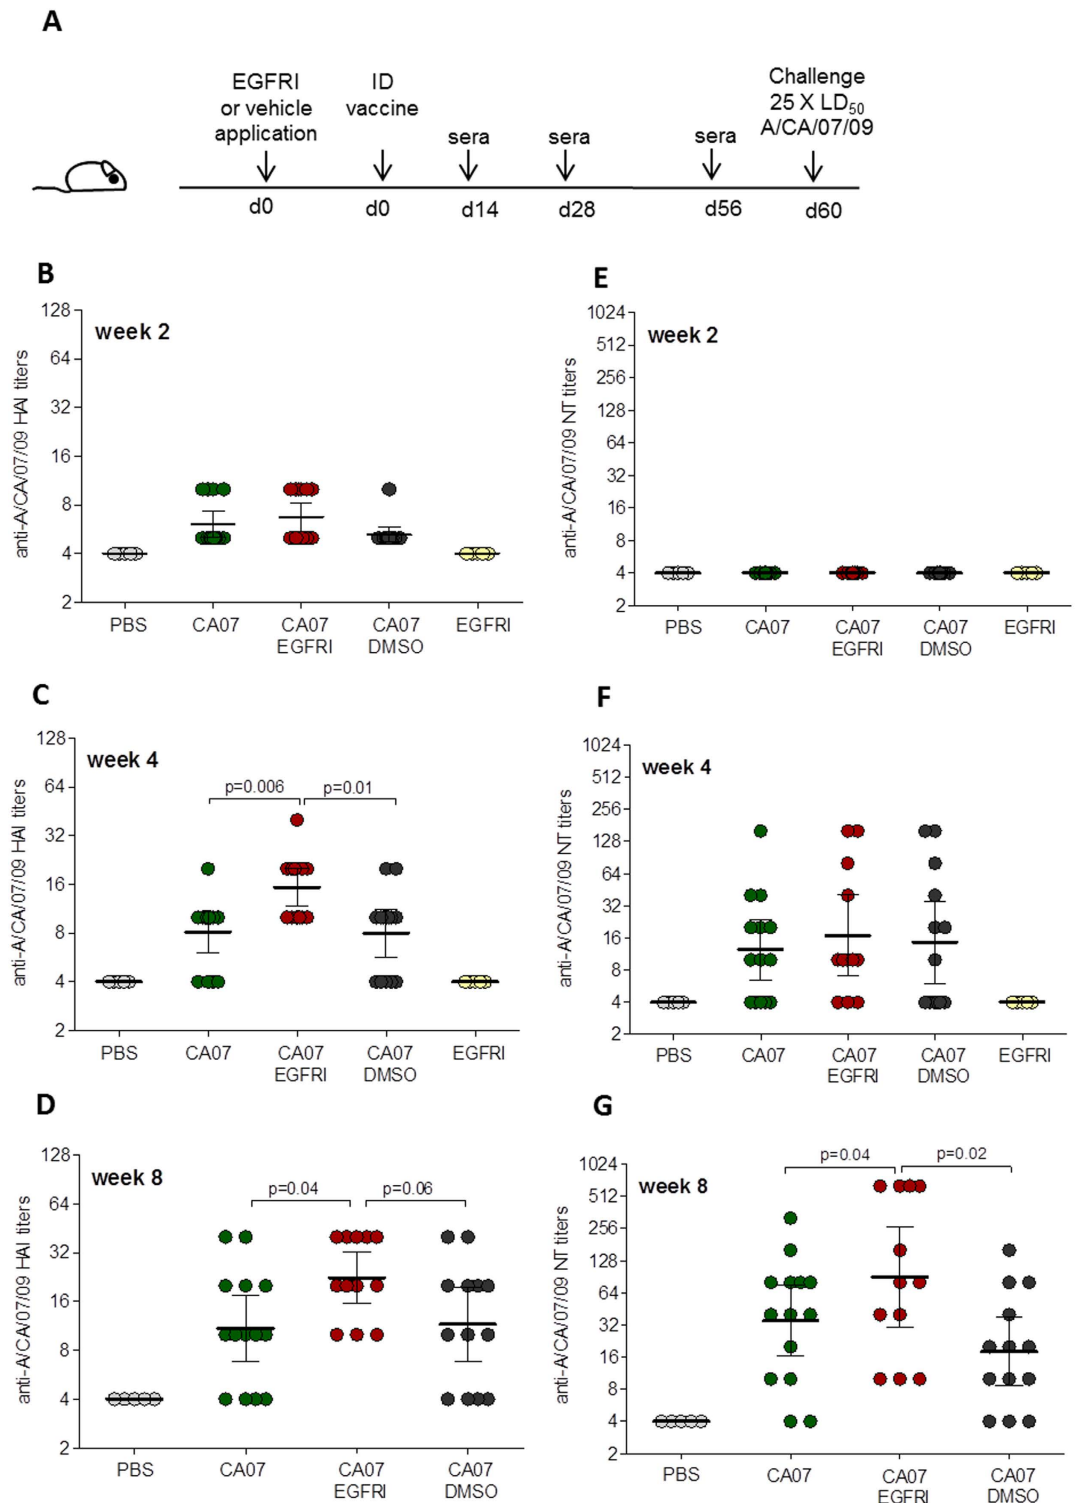 A
EGFRI
or vehicle
application
ID
vaccine
sera
sera
sera
Challenge
25 X LD50
A/CA/07/09
d0
d0
d14
d28
d56
d60
B
week 2
anti-A/CA/07/09 HAI titers
128
64
32
16
8
4
2
PBS
CA07
CA07
EGFRI
CA07
DMSO
EGFRI
E
week 2
anti-A/CA/07/09 NT titers
1024
512
256
128
64
32
16
8
4
2
PBS
CA07
CA07
EGFRI
CA07
DMSO
EGFRI
C
week 4
anti-A/CA/07/09 HAI titers
128
64
32
16
8
4
2
p=0.006
p=0.01
PBS
CA07
CA07
EGFRI
CA07
DMSO
EGFRI
F
week 4
anti-A/CA/07/09 NT titers
1024
512
256
128
64
32
16
8
4
2
PBS
CA07
CA07
EGFRI
CA07
DMSO
EGFRI
D
week 8
anti-A/CA/07/09 HAI titers
128
64
32
16
8
4
2
p=0.04
p=0.06
PBS
CA07
CA07
EGFRI
CA07
DMSO
G
week 8
anti-A/CA/07/09 NT titers
1024
512
256
128
64
32
16
8
4
2
p=0.04
p=0.02
PBS
CA07
CA07
EGFRI
CA07
DMSO